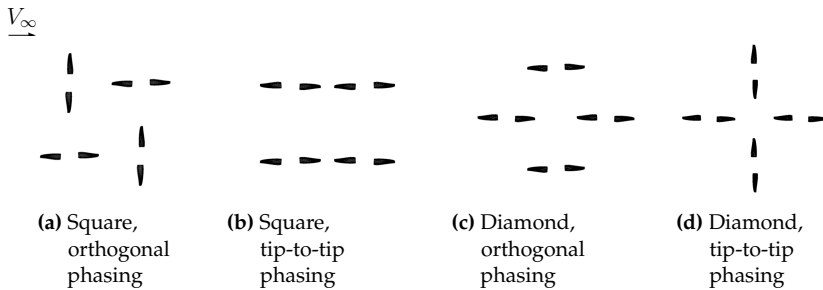 V∞
(a) Square,
orthogonal
phasing
(b) Square,
tip-to-tip
phasing
(c) Diamond,
orthogonal
phasing
(d) Diamond,
tip-to-tip
phasing